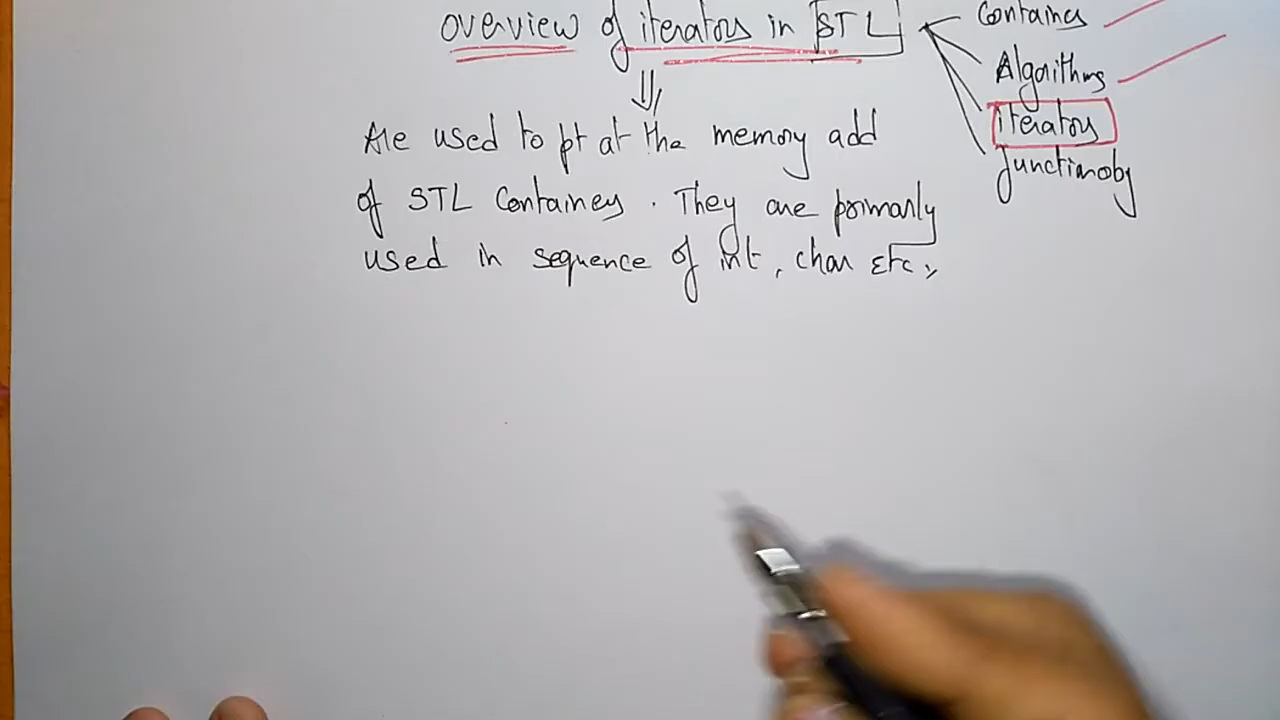 overview of iterators in STL
Containers
Algorithms
iterators
functionobj
Are used to pt at the memory add
of STL Containers. They are primarly
used in sequence of int, char etc,